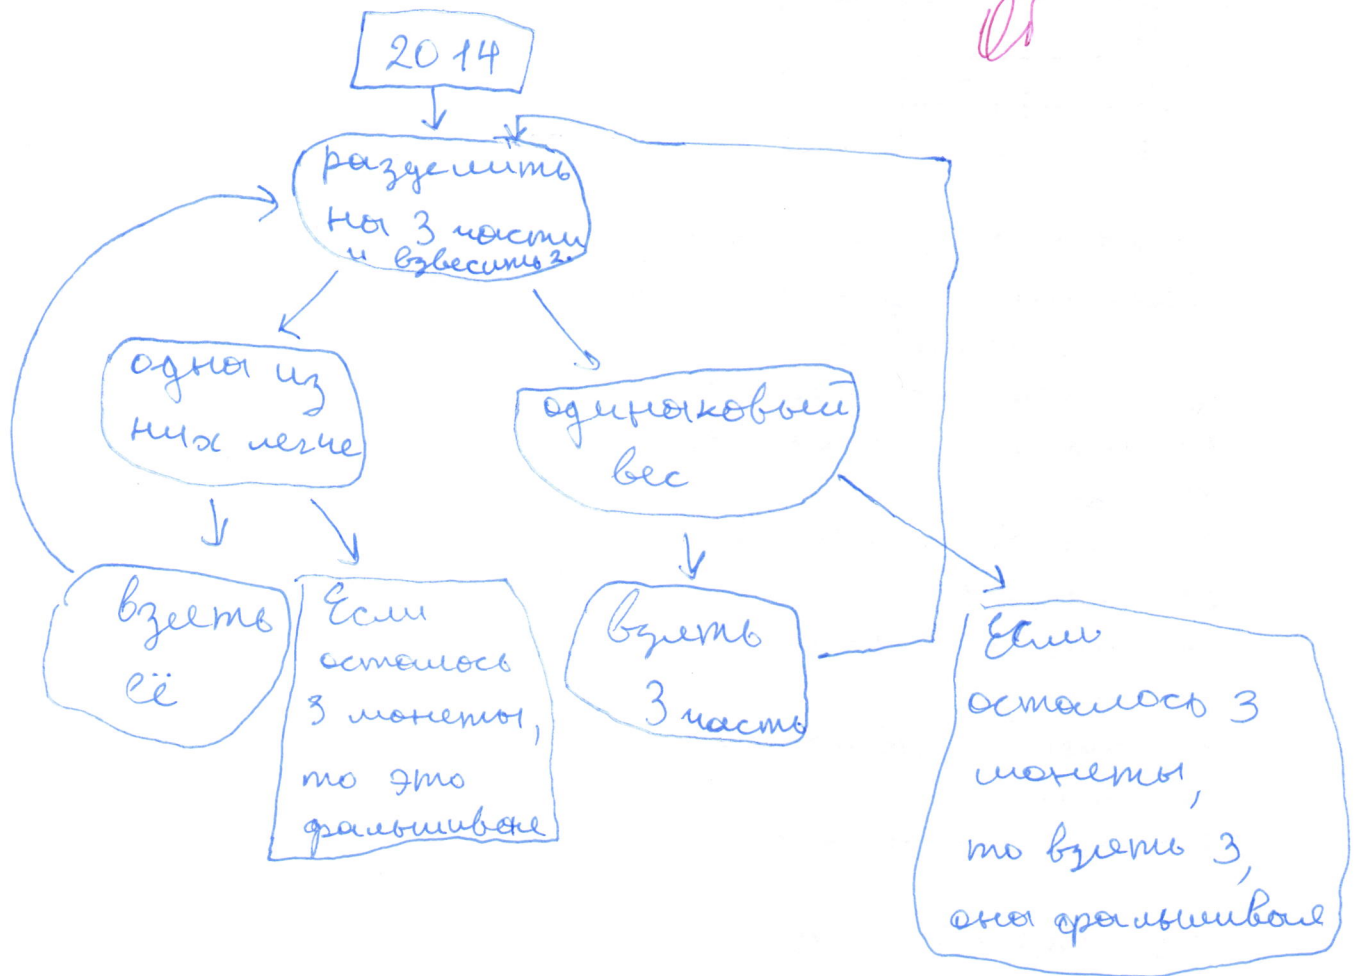 2014
разделить
на 3 части
и взвесить 2.
одна из
них легче
одинаковый
вес
взять
её
Если
осталось
3 монеты,
то это
фальшивая
взять
3 часть
Если
осталось 3
монеты,
то взять 3,
она фальшивая